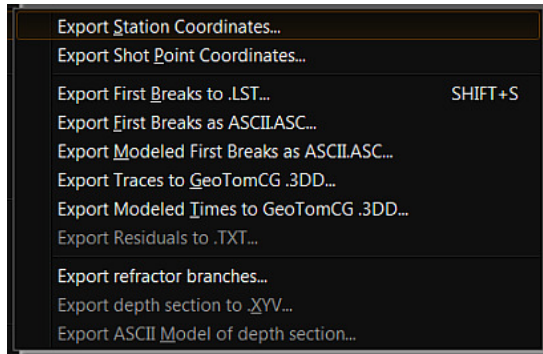 Export Station Coordinates...
Export Shot Point Coordinates...
Export First Breaks to .LST... SHIFT+S
Export First Breaks as ASCII.ASC...
Export Modeled First Breaks as ASCII.ASC...
Export Traces to GeoTomCG .3DD...
Export Modeled Times to GeoTomCG .3DD...
Export Residuals to .TXT...
Export refractor branches...
Export depth section to .XYV...
Export ASCII Model of depth section...